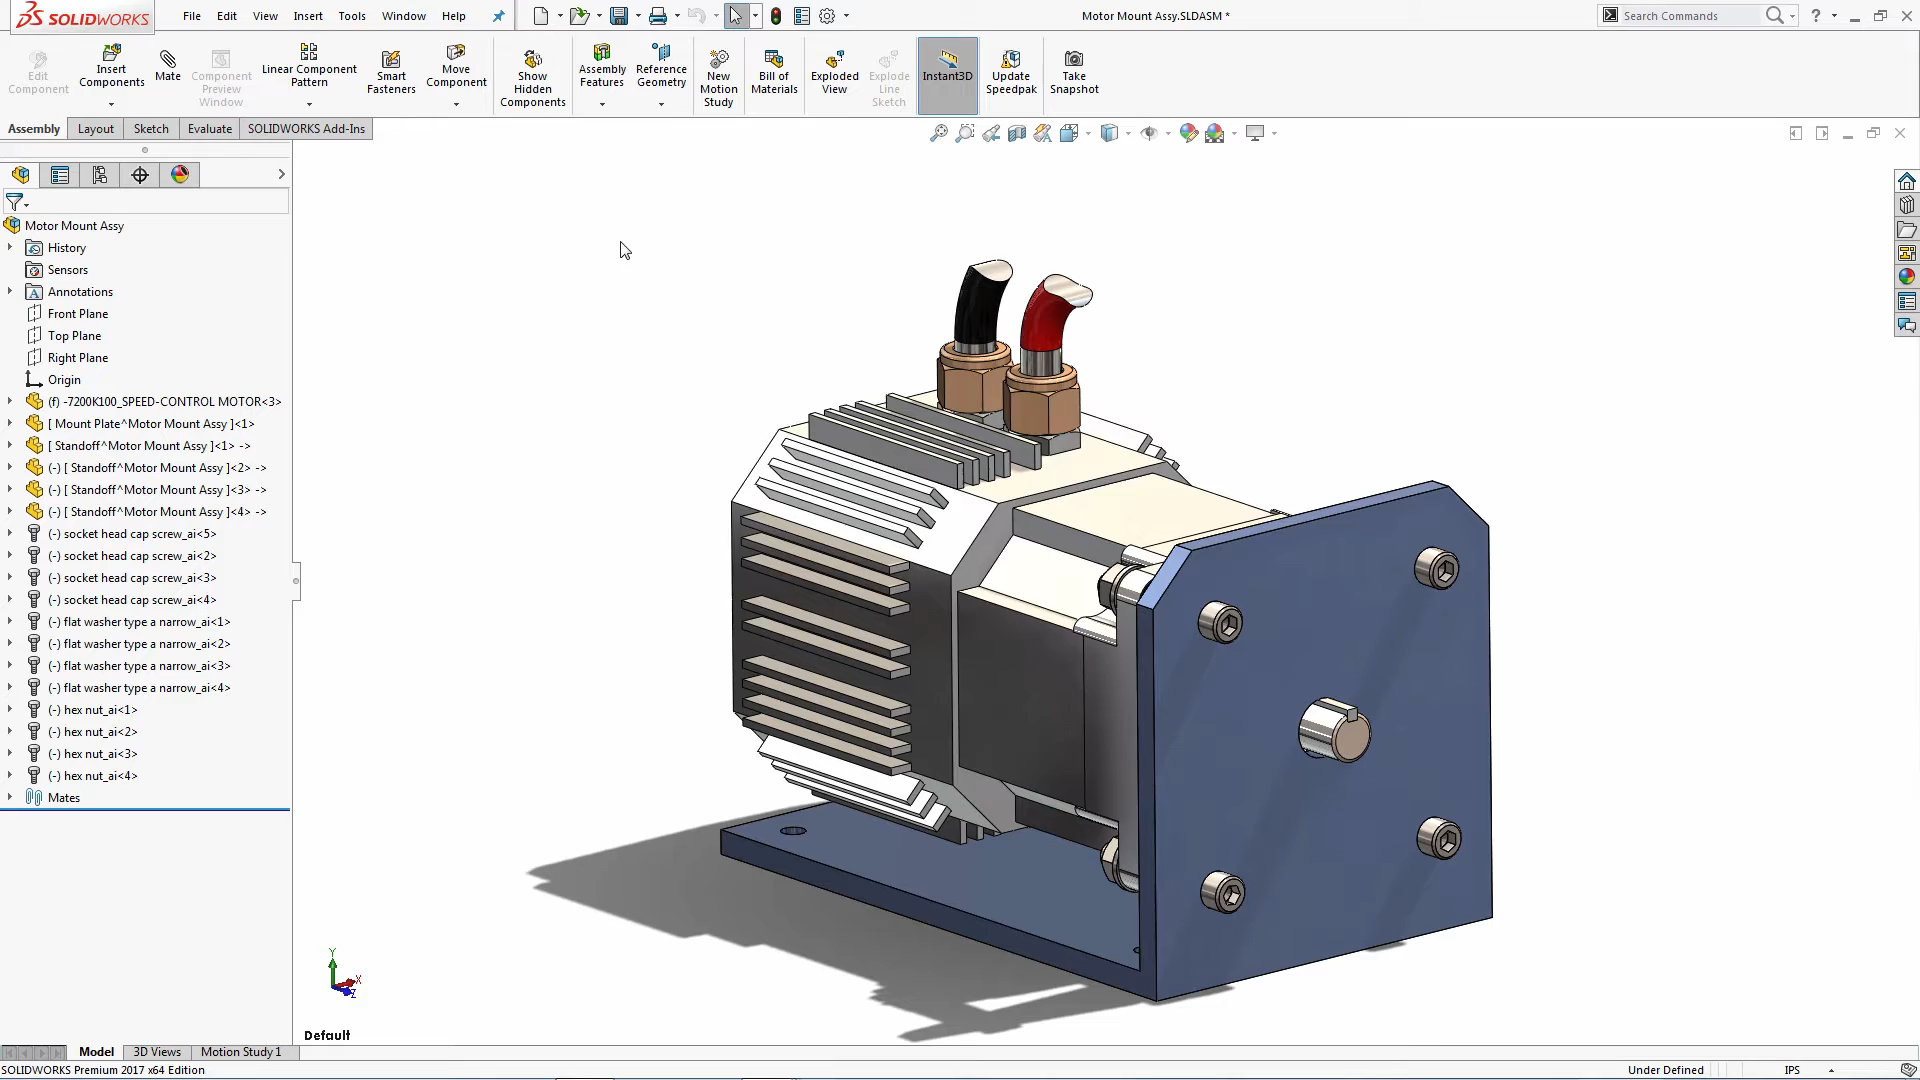 SOLIDWORKS File Edit View Insert Tools Window Help Motor Mount Assy.SLDASM * Search Commands
Edit Component
Insert Components
Mate
Component Preview Window
Linear Component Pattern
Smart Fasteners
Move Component
Show Hidden Components
Assembly Features
Reference Geometry
New Motion Study
Bill of Materials
Exploded View
Explode Line Sketch
Instant3D
Update Speedpak
Take Snapshot
Assembly Layout Sketch Evaluate SOLIDWORKS Add-Ins
Motor Mount Assy
History
Sensors
Annotations
Front Plane
Top Plane
Right Plane
Origin
(f) -7200K100_SPEED-CONTROL MOTOR<3>
[ Mount Plate^Motor Mount Assy ]<1>
[ Standoff^Motor Mount Assy ]<1> ->
(-) [ Standoff^Motor Mount Assy ]<2> ->
(-) [ Standoff^Motor Mount Assy ]<3> ->
(-) [ Standoff^Motor Mount Assy ]<4> ->
(-) socket head cap screw_ai<5>
(-) socket head cap screw_ai<2>
(-) socket head cap screw_ai<3>
(-) socket head cap screw_ai<4>
(-) flat washer type a narrow_ai<1>
(-) flat washer type a narrow_ai<2>
(-) flat washer type a narrow_ai<3>
(-) flat washer type a narrow_ai<4>
(-) hex nut_ai<1>
(-) hex nut_ai<2>
(-) hex nut_ai<3>
(-) hex nut_ai<4>
Mates
Y
X
Z
Default
Model 3D Views Motion Study 1
SOLIDWORKS Premium 2017 x64 Edition Under Defined IPS